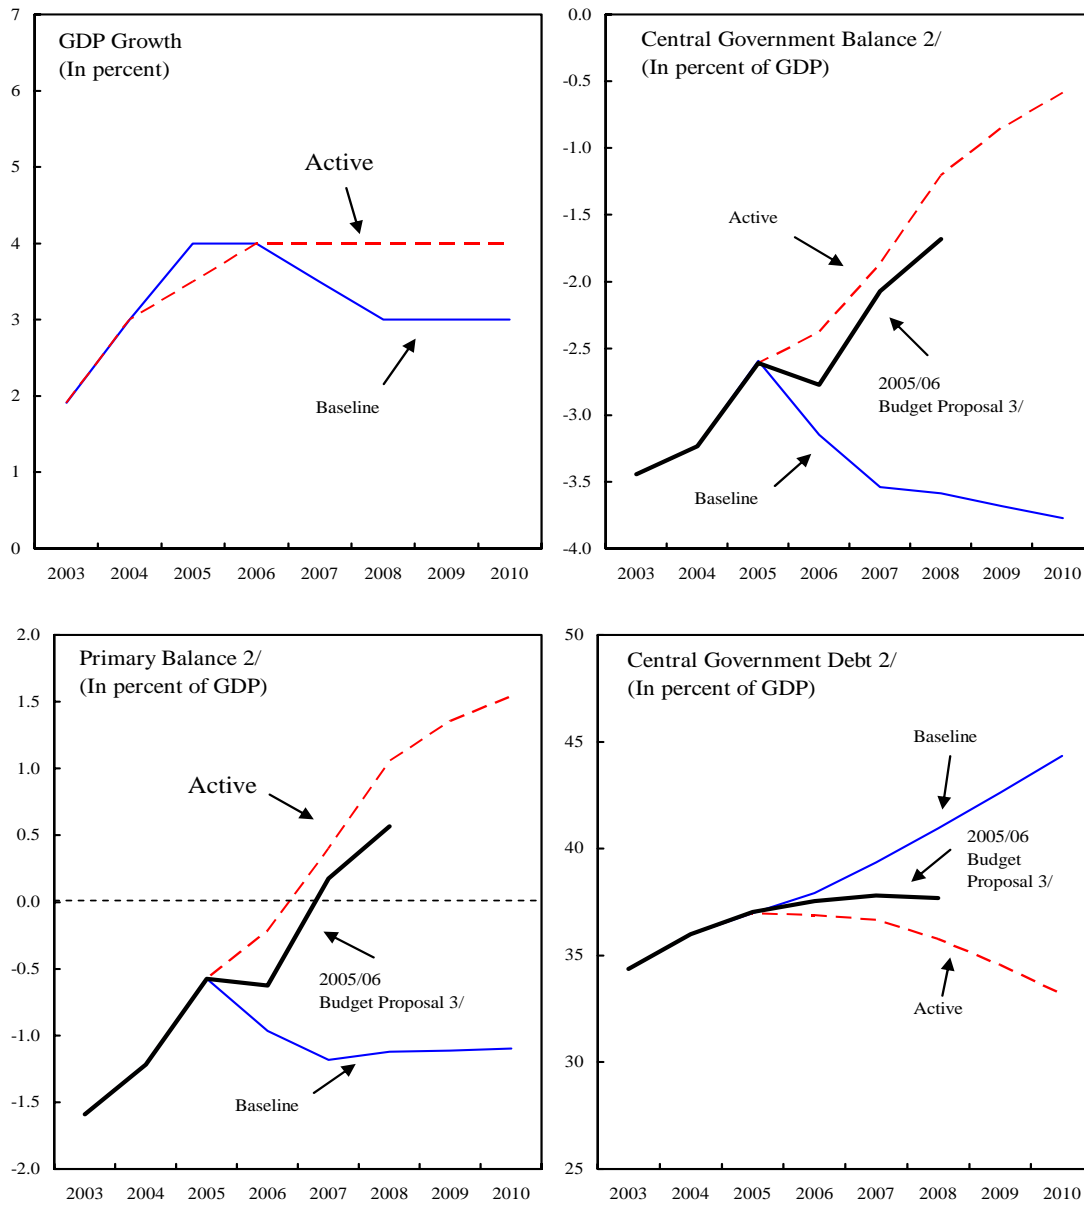 GDP Growth
(In percent)
7
6
5
4
3
2
1
0
Active
Baseline
2003 2004 2005 2006 2007 2008 2009 2010
Central Government Balance 2/
(In percent of GDP)
0.0
-0.5
-1.0
-1.5
-2.0
-2.5
-3.0
-3.5
-4.0
Active
2005/06
Budget Proposal 3/
Baseline
2003 2004 2005 2006 2007 2008 2009 2010
Primary Balance 2/
(In percent of GDP)
2.0
1.5
1.0
0.5
0.0
-0.5
-1.0
-1.5
-2.0
Active
2005/06
Budget Proposal 3/
Baseline
2003 2004 2005 2006 2007 2008 2009 2010
Central Government Debt 2/
(In percent of GDP)
50
45
40
35
30
25
Baseline
2005/06
Budget
Proposal 3/
Active
2003 2004 2005 2006 2007 2008 2009 2010